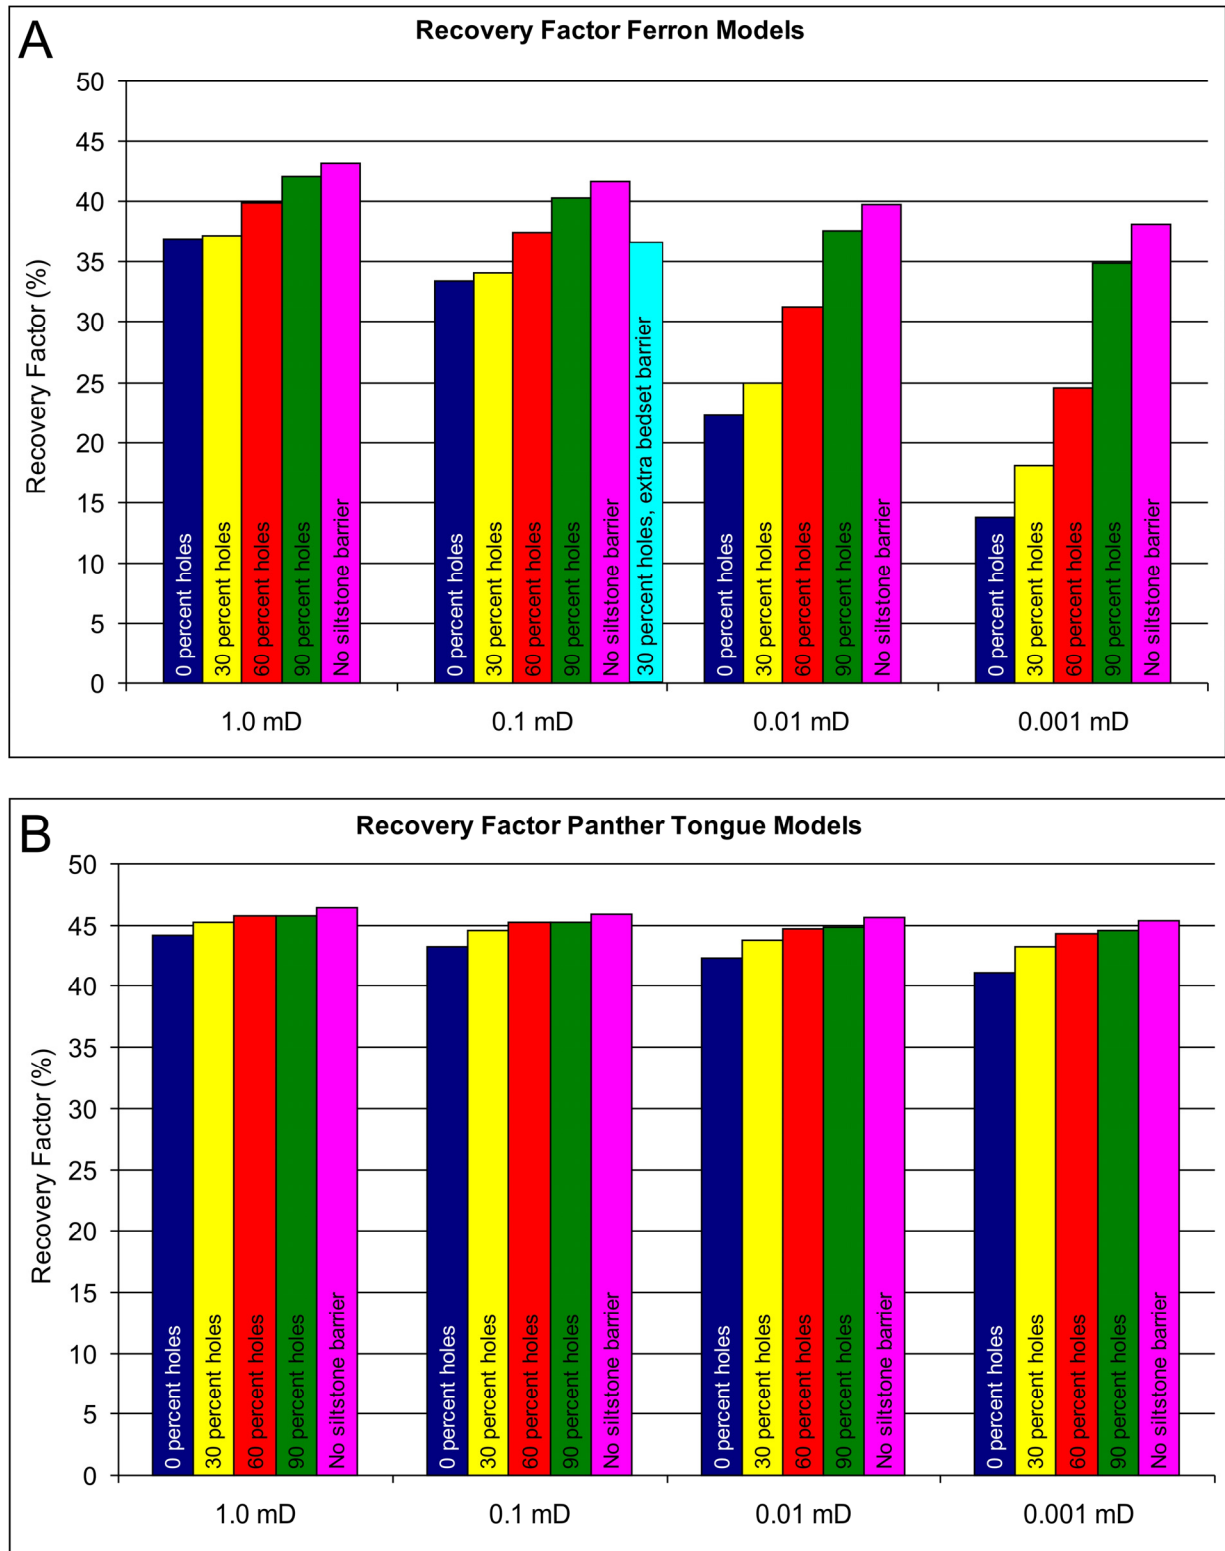 A
Recovery Factor Ferron Models
Recovery Factor (%)
50
45
40
35
30
25
20
15
10
5
0
0 percent holes
30 percent holes
60 percent holes
90 percent holes
No siltstone barrier
0 percent holes
30 percent holes
60 percent holes
90 percent holes
No siltstone barrier
30 percent holes, extra bedset barrier
0 percent holes
30 percent holes
60 percent holes
90 percent holes
No siltstone barrier
0 percent holes
30 percent holes
60 percent holes
90 percent holes
No siltstone barrier
1.0 mD
0.1 mD
0.01 mD
0.001 mD
B
Recovery Factor Panther Tongue Models
Recovery Factor (%)
50
45
40
35
30
25
20
15
10
5
0
0 percent holes
30 percent holes
60 percent holes
90 percent holes
No siltstone barrier
0 percent holes
30 percent holes
60 percent holes
90 percent holes
No siltstone barrier
0 percent holes
30 percent holes
60 percent holes
90 percent holes
No siltstone barrier
0 percent holes
30 percent holes
60 percent holes
90 percent holes
No siltstone barrier
1.0 mD
0.1 mD
0.01 mD
0.001 mD